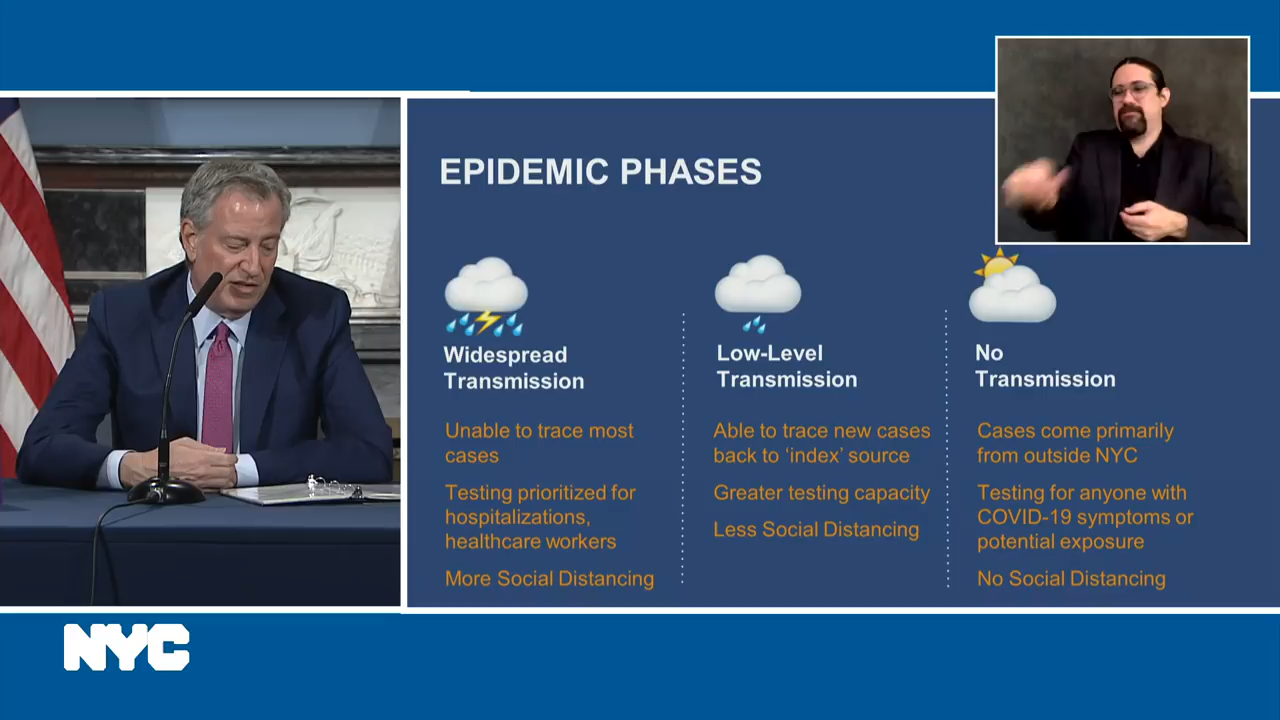 EPIDEMIC PHASES
Widespread
Transmission
Unable to trace most
cases
Testing prioritized for
hospitalizations,
healthcare workers
More Social Distancing
Low-Level
Transmission
Able to trace new cases
back to ‘index’ source
Greater testing capacity
Less Social Distancing
No
Transmission
Cases come primarily
from outside NYC
Testing for anyone with
COVID-19 symptoms or
potential exposure
No Social Distancing
NYC